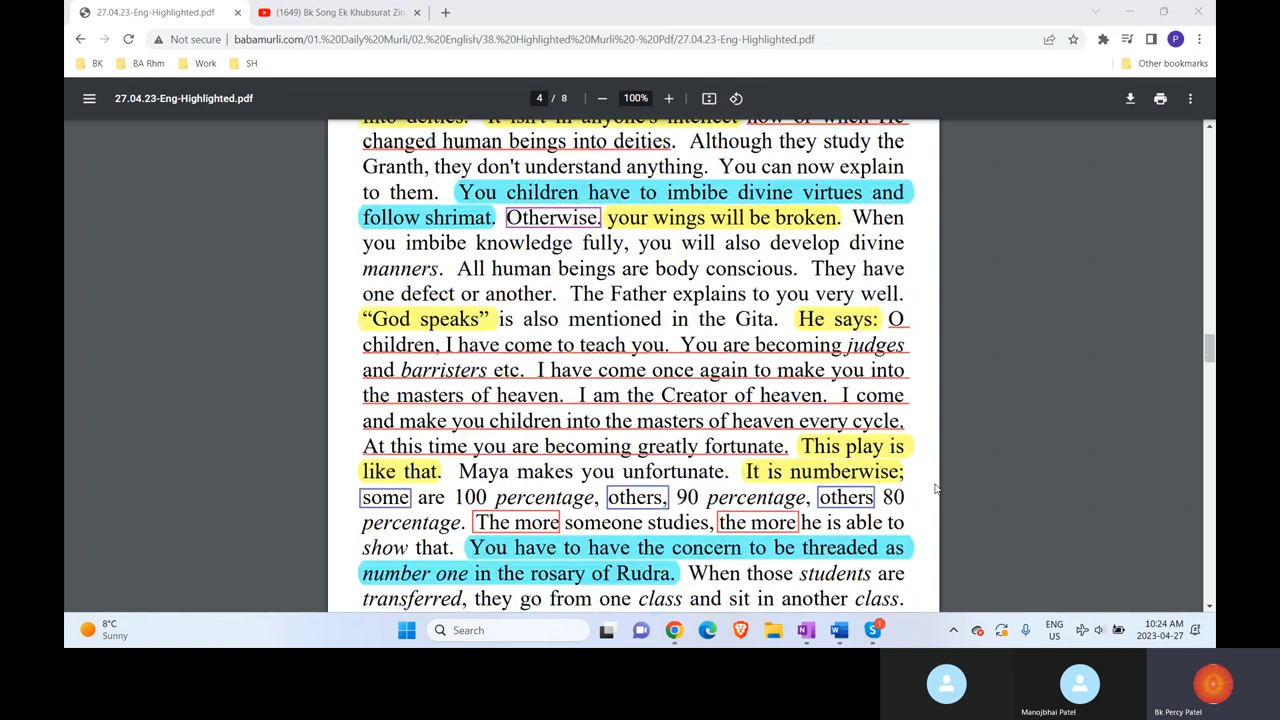 27.04.23-Eng-Highlighted.pdf
(1649) Bk Song Ek Khubsurat Zin
Not secure
babamurli.com/01.%20Daily%20Murli/02.%20English/38.%20Highlighted%20Murli%20-%20Pdf/27.04.23-Eng-Highlighted.pdf
P
BK
BA Rhm
Work
SH
Other bookmarks
27.04.23-Eng-Highlighted.pdf
4 / 8
100%
into deities. It isn't in anyone's intellect how or when He
changed human beings into deities. Although they study the
Granth, they don't understand anything. You can now explain
to them. You children have to imbibe divine virtues and
follow shrimat. Otherwise, your wings will be broken. When
you imbibe knowledge fully, you will also develop divine
manners. All human beings are body conscious. They have
one defect or another. The Father explains to you very well.
“God speaks” is also mentioned in the Gita. He says: O
children, I have come to teach you. You are becoming judges
and barristers etc. I have come once again to make you into
the masters of heaven. I am the Creator of heaven. I come
and make you children into the masters of heaven every cycle.
At this time you are becoming greatly fortunate. This play is
like that. Maya makes you unfortunate. It is numberwise;
some are 100 percentage, others, 90 percentage, others 80
percentage. The more someone studies, the more he is able to
show that. You have to have the concern to be threaded as
number one in the rosary of Rudra. When those students are
transferred, they go from one class and sit in another class.
8°C
Sunny
Search
1
ENG
US
10:24 AM
2023-04-27
Manojbhai Patel
Bk Percy Patel